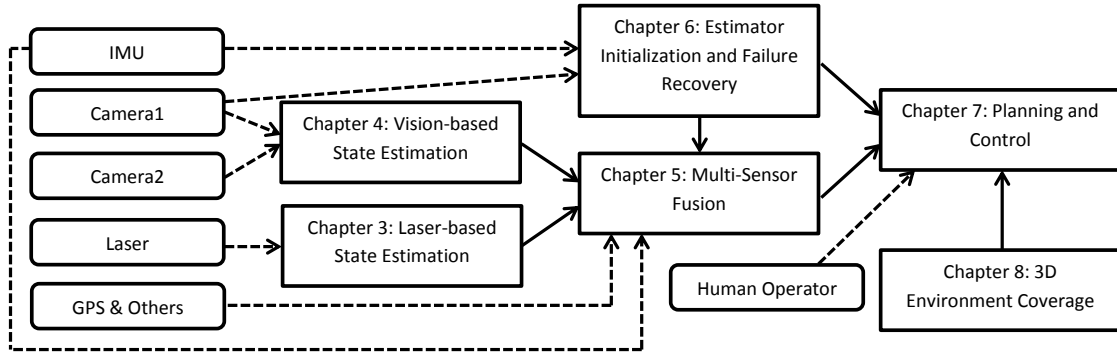 IMU
Camera1
Camera2
Laser
GPS & Others
Chapter 4: Vision-based
State Estimation
Chapter 3: Laser-based
State Estimation
Chapter 6: Estimator
Initialization and Failure
Recovery
Chapter 5: Multi-Sensor
Fusion
Human Operator
Chapter 7: Planning and
Control
Chapter 8: 3D
Environment Coverage